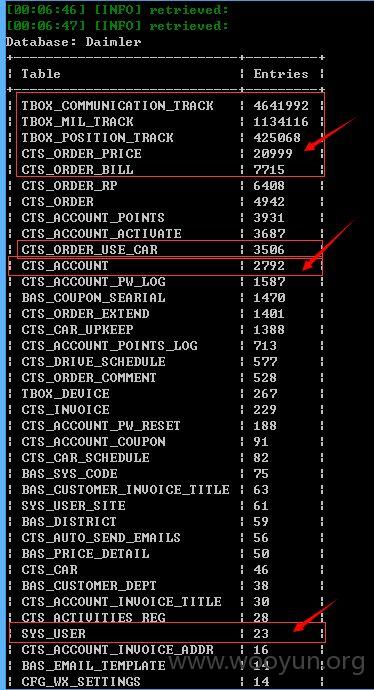 [00:06:46] [INFO] retrieved:
[00:06:47] [INFO] retrieved:
Database: Daimler
Table | Entries
TBOX_COMMUNICATION_TRACK | 4641992
TBOX_MIL_TRACK | 1134116
TBOX_POSITION_TRACK | 425068
CTS_ORDER_PRICE | 20999
CTS_ORDER_BILL | 7715
CTS_ORDER_RP | 6408
CTS_ORDER | 4942
CTS_ACCOUNT_POINTS | 3931
CTS_ACCOUNT_ACTIVATE | 3687
CTS_ORDER_USE_CAR | 3506
CTS_ACCOUNT | 2792
CTS_ACCOUNT_PW_LOG | 1587
BAS_COUPON_SEARIAL | 1470
CTS_ORDER_EXTEND | 1401
CTS_CAR_UPKEEP | 1388
CTS_ACCOUNT_POINTS_LOG | 713
CTS_DRIVE_SCHEDULE | 577
CTS_ORDER_COMMENT | 528
TBOX_DEVICE | 267
CTS_INVOICE | 229
CTS_ACCOUNT_PW_RESET | 188
CTS_ACCOUNT_COUPON | 91
CTS_CAR_SCHEDULE | 82
BAS_SYS_CODE | 75
BAS_CUSTOMER_INVOICE_TITLE | 63
SYS_USER_SITE | 61
BAS_DISTRICT | 59
CTS_AUTO_SEND_EMAILS | 56
BAS_PRICE_DETAIL | 50
CTS_CAR | 46
BAS_CUSTOMER_DEPT | 38
CTS_ACCOUNT_INVOICE_TITLE | 30
CTS_ACTIVITIES_REG | 28
SYS_USER | 23
CTS_ACCOUNT_INVOICE_ADDR | 16
BAS_EMAIL_TEMPLATE | 14
CFG_WX_SETTINGS | 14
www.wooyun.org